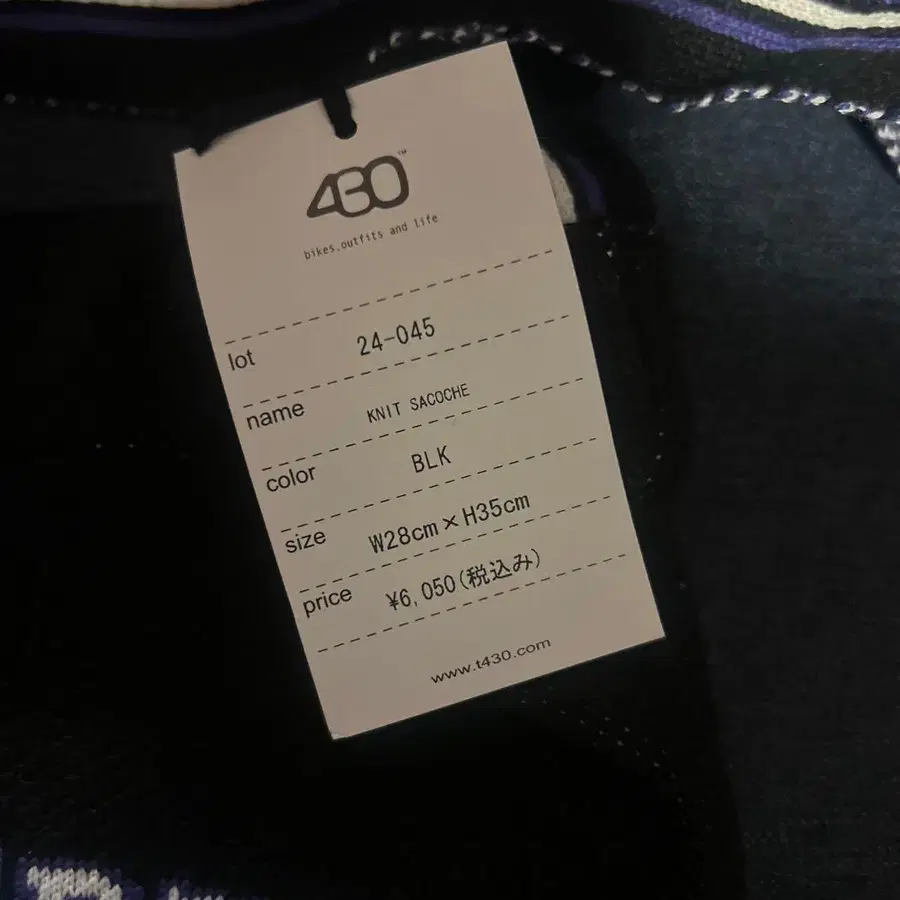 430™
bikes.outfits and life
lot 24-045
name KNIT SACOCHE
color BLK
size W28cm×H35cm
price ¥6,050(税込み)
www.t430.com